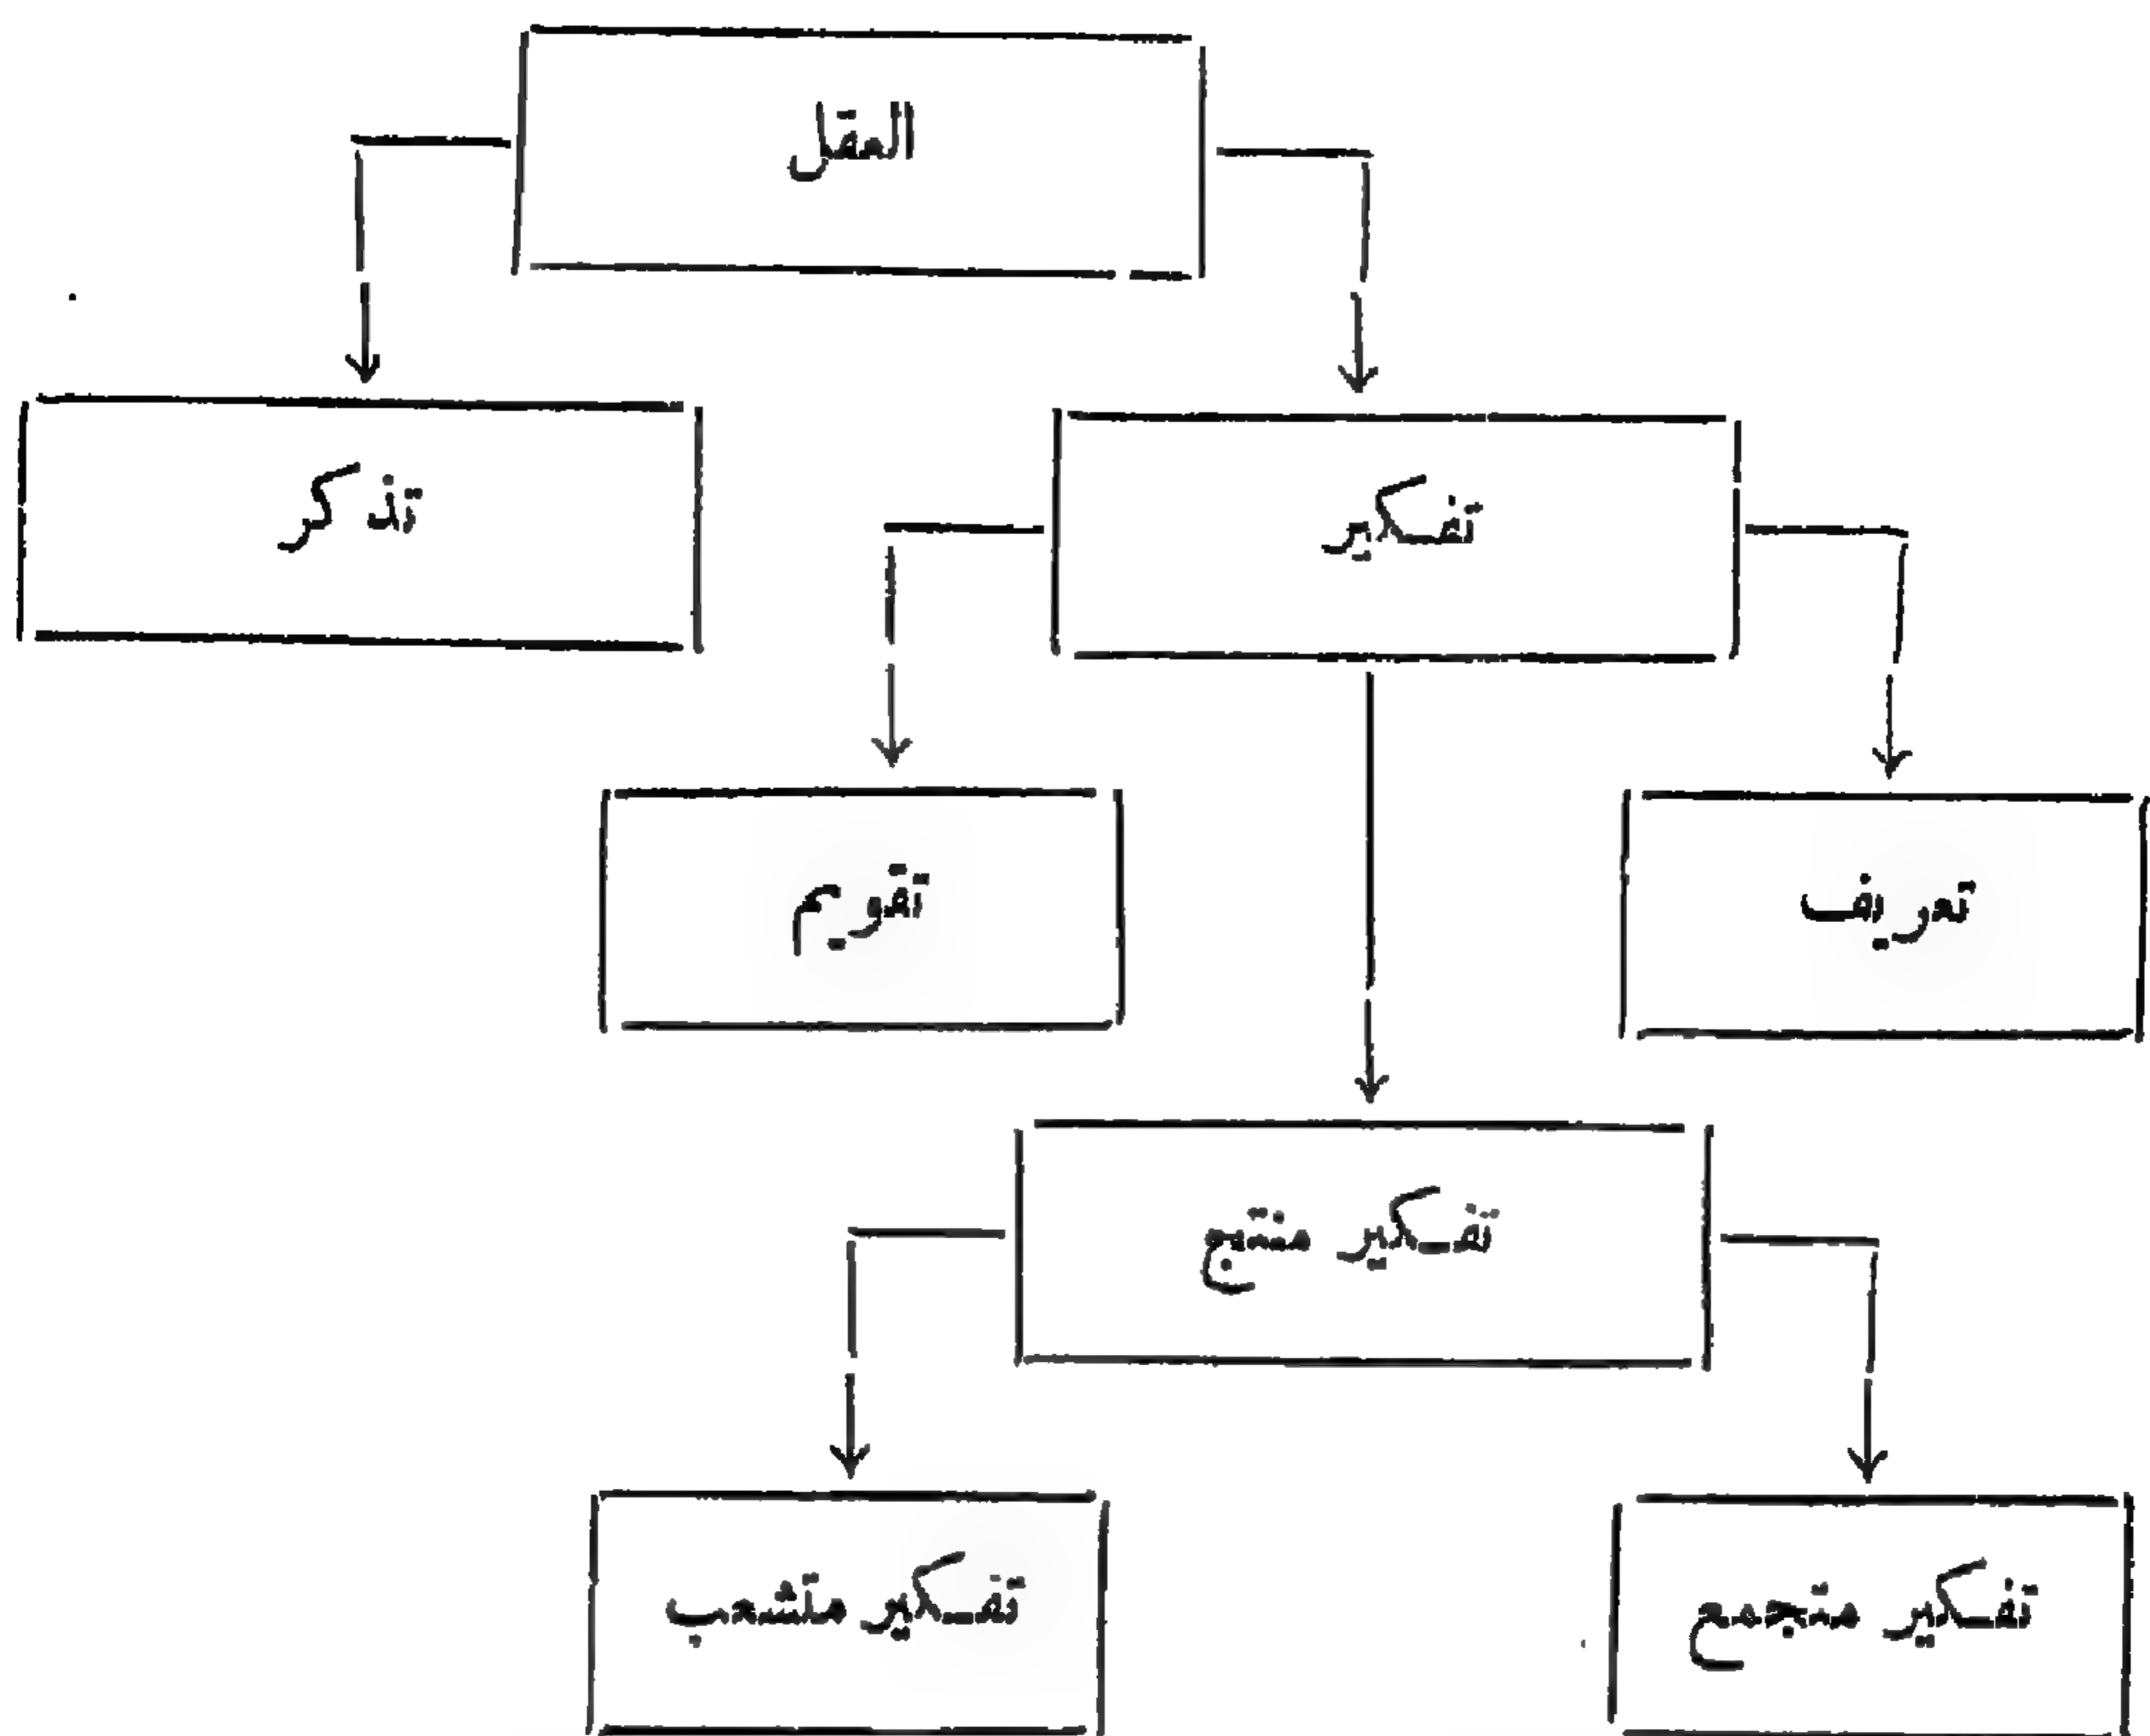 العقل
تفكير
تذكر
تعريف
تقويم
تفكير منتج
تفكير متجمع
تفكير متشعب